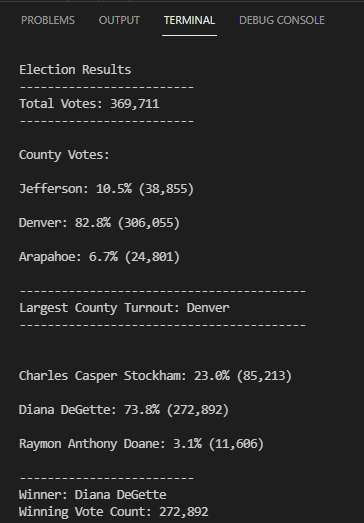 PROBLEMS OUTPUT TERMINAL DEBUG CONSOLE
Election Results
-------------------------
Total Votes: 369,711
-------------------------
County Votes:
Jefferson: 10.5% (38,855)
Denver: 82.8% (306,055)
Arapahoe: 6.7% (24,801)
-----------------------------------------
Largest County Turnout: Denver
-----------------------------------------
Charles Casper Stockham: 23.0% (85,213)
Diana DeGette: 73.8% (272,892)
Raymon Anthony Doane: 3.1% (11,606)
-------------------------
Winner: Diana DeGette
Winning Vote Count: 272,892